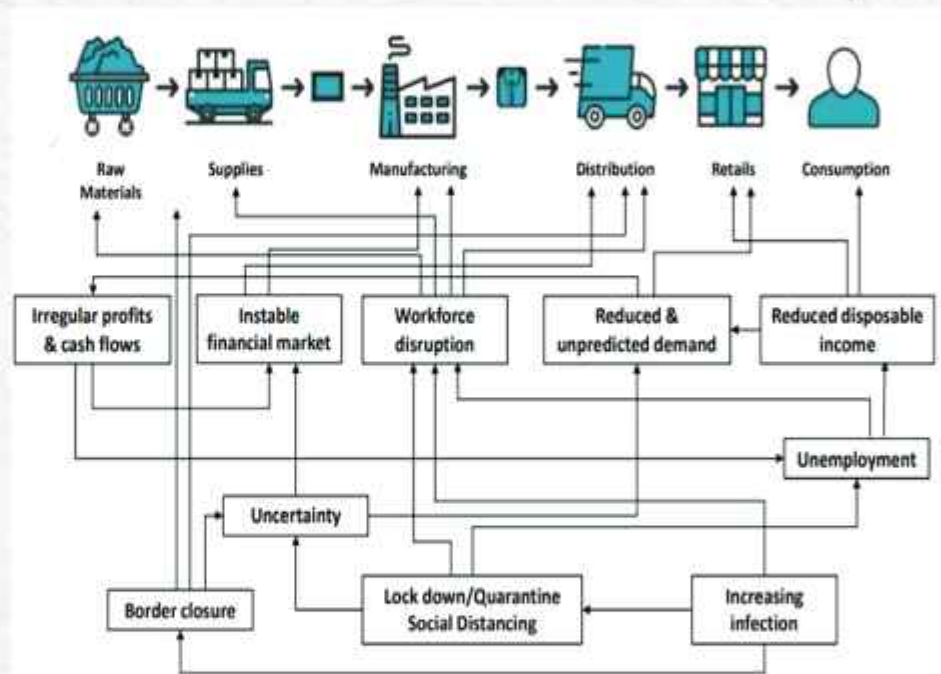 Raw
Materials
Supplies
Manufacturing
Distribution
Retails
Consumption
Irregular profits
& cash flows
Instable
financial market
Workforce
disruption
Reduced &
unpredicted demand
Reduced disposable
income
Unemployment
Uncertainty
Border closure
Lock down/Quarantine
Social Distancing
Increasing
infection